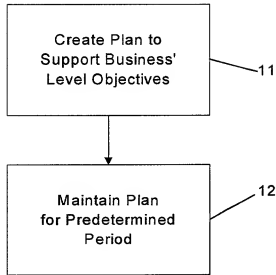 Create Plan to
Support Business'
Level Objectives
11
Maintain Plan
for Predetermined
Period
12